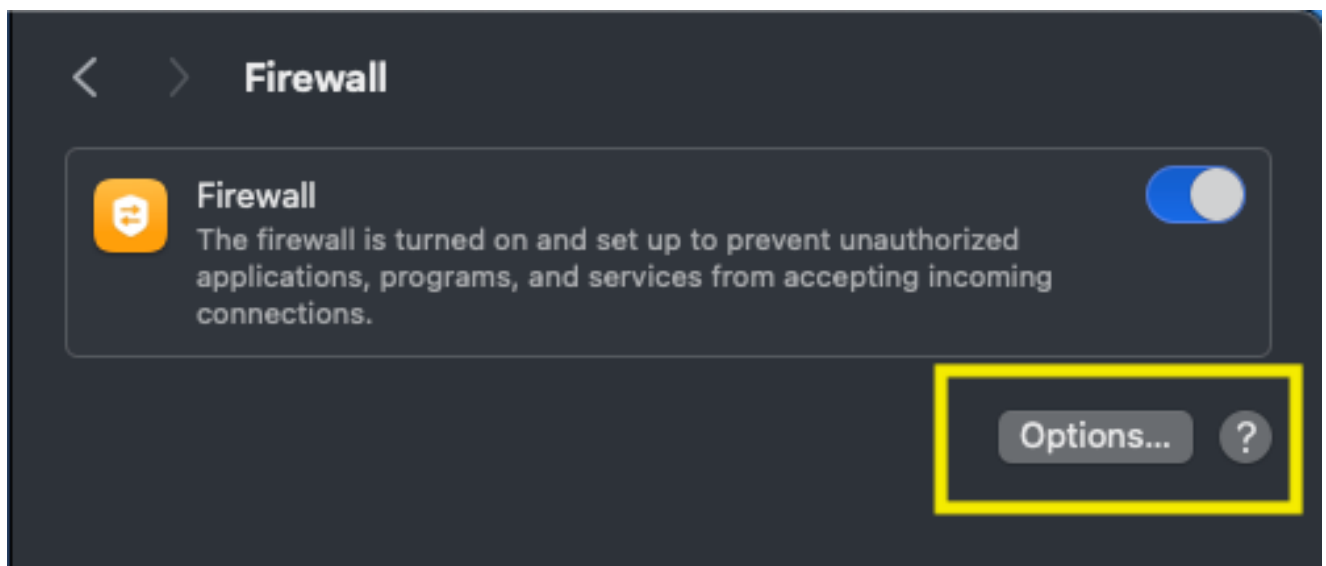 Firewall
Firewall
The firewall is turned on and set up to prevent unauthorized
applications, programs, and services from accepting incoming
connections.
Options... ?